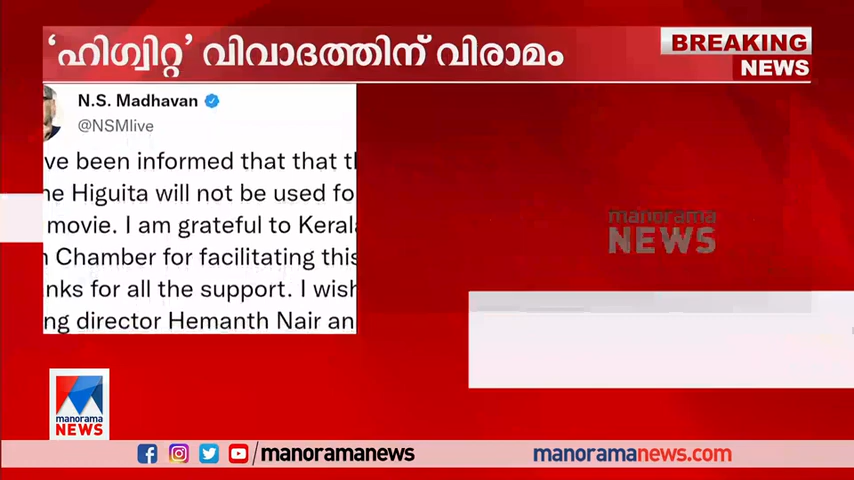 ‘ഹിഗ്വിറ്റ’ വിവാദത്തിന് വിരാമം
BREAKING
NEWS
N.S. Madhavan
@NSMlive
ve been informed that that th
ne Higuita will not be used fo
movie. I am grateful to Kerala
n Chamber for facilitating this
nks for all the support. I wish
ng director Hemanth Nair an
manorama
NEWS
manorama
NEWS
manoramanews
manoramanews.com